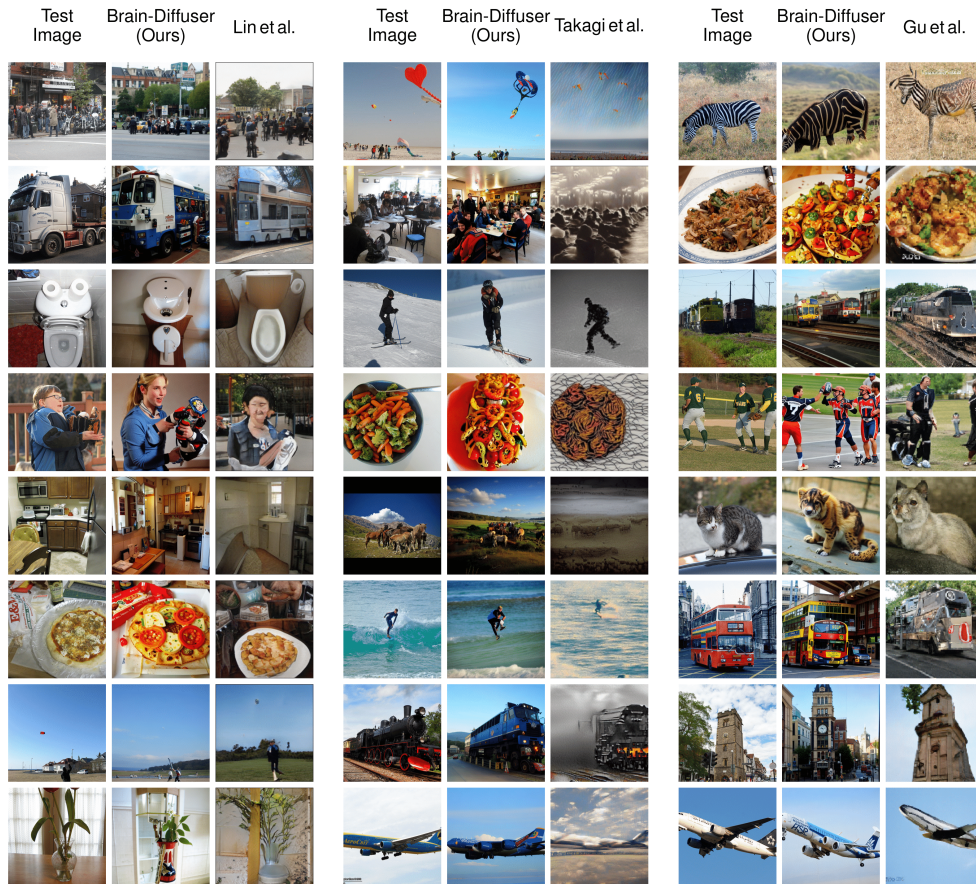 Test
Image
Brain-Diffuser
(Ours)
Lin et al.
Test
Image
Brain-Diffuser
(Ours)
Takagi et al.
Test
Image
Brain-Diffuser
(Ours)
Gu et al.